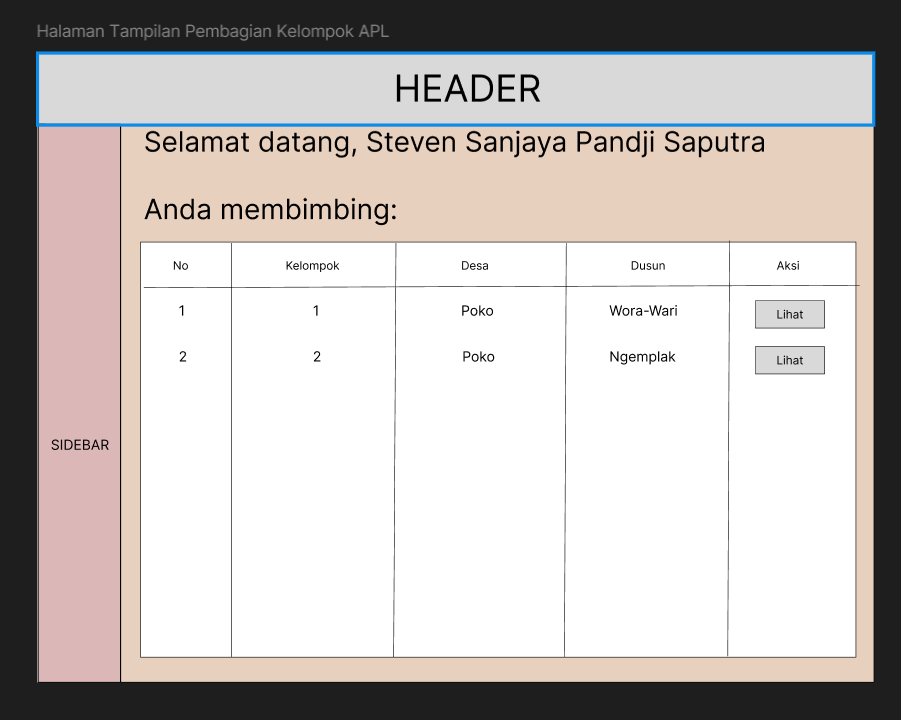 Halaman Tampilan Pembagian Kelompok APL
HEADER
Selamat datang, Steven Sanjaya Pandji Saputra
Anda membimbing:
No Kelompok Desa Dusun Aksi
1 1 Poko Wora-Wari Lihat
2 2 Poko Ngemplak Lihat
SIDEBAR